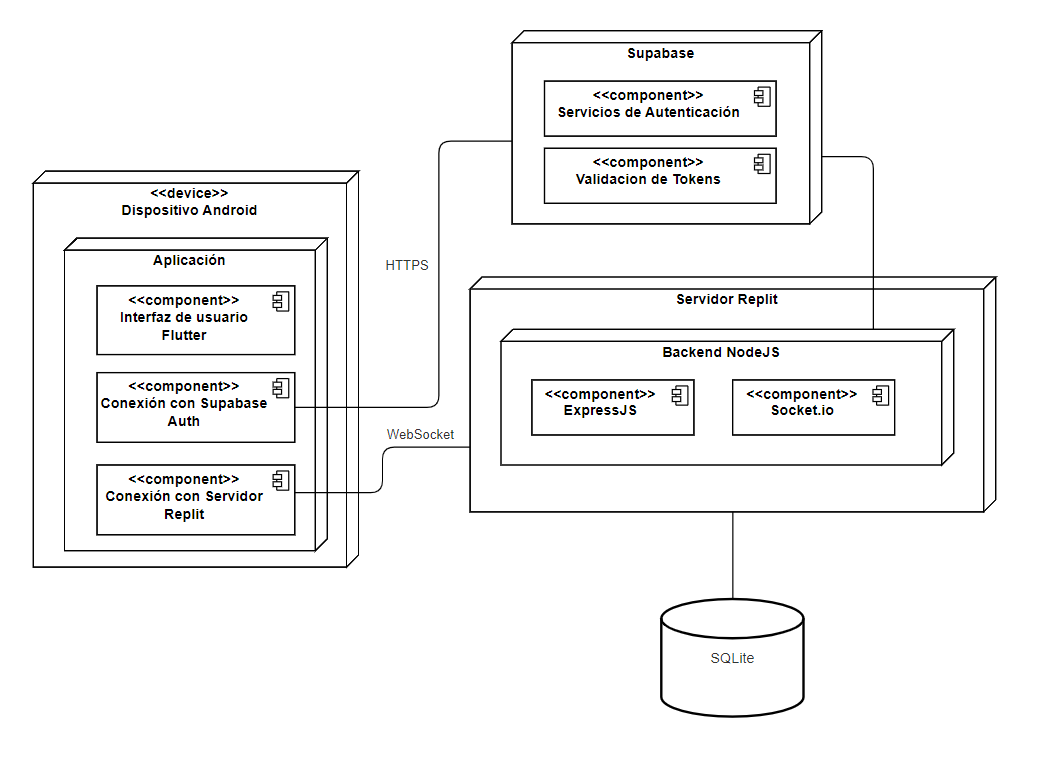 Supabase
<<component>>
Servicios de Autenticación
<<component>>
Validacion de Tokens
<<device>>
Dispositivo Android
Aplicación
<<component>>
Interfaz de usuario
Flutter
<<component>>
Conexión con Supabase
Auth
<<component>>
Conexión con Servidor
Replit
HTTPS
WebSocket
Servidor Replit
Backend NodeJS
<<component>>
ExpressJS
<<component>>
Socket.io
SQLite